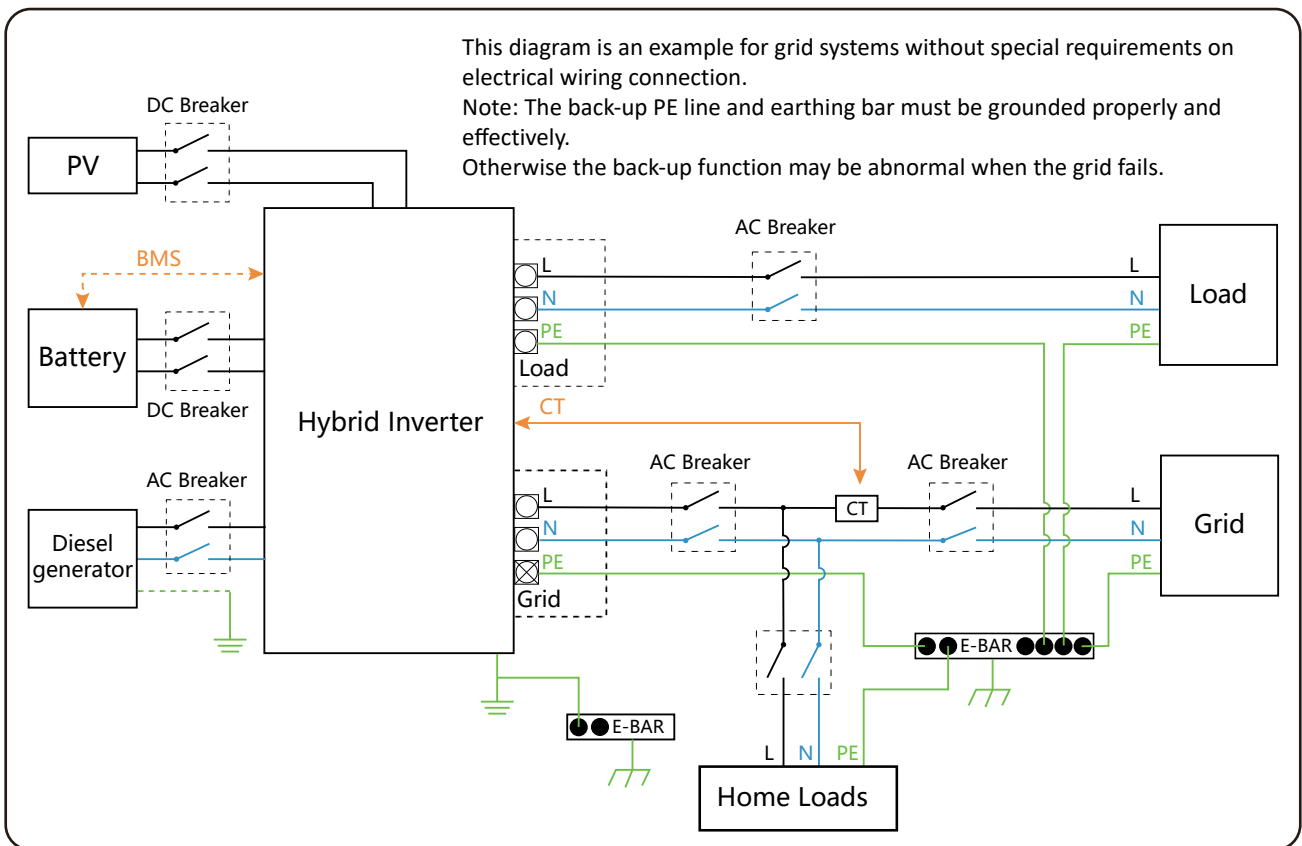 This diagram is an example for grid systems without special requirements on
electrical wiring connection.
Note: The back-up PE line and earthing bar must be grounded properly and
effectively.
Otherwise the back-up function may be abnormal when the grid fails.
DC Breaker
PV
BMS
Battery
DC Breaker
AC Breaker
Diesel
generator
Hybrid Inverter
L
N
PE
Load
AC Breaker
L
N
PE
Load
CT
AC Breaker
AC Breaker
L
N
PE
Grid
CT
L
N
PE
Grid
E-BAR
E-BAR
L
N
PE
Home Loads